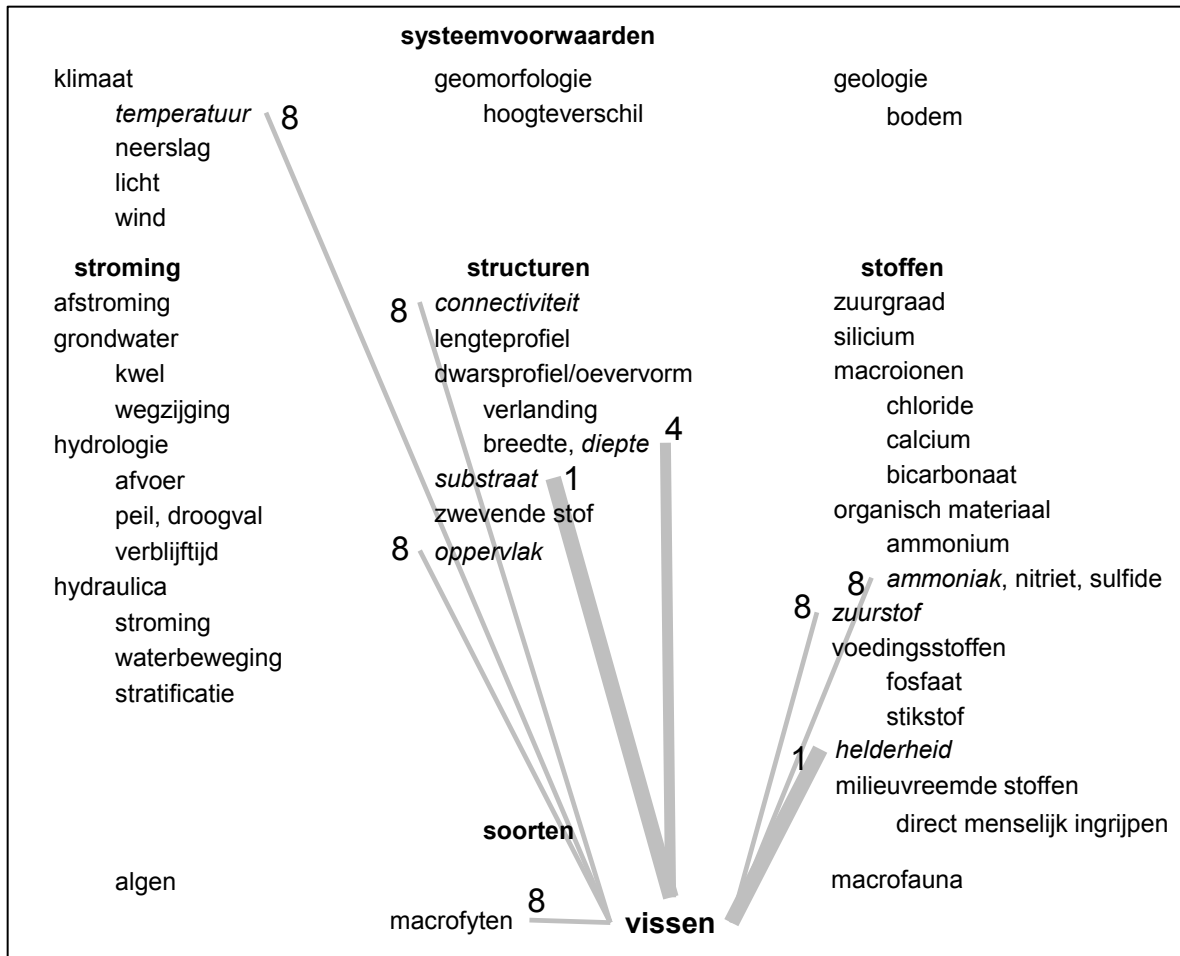 systeemvoorwaarden
klimaat geomorfologie geologie
temperatuur 8 hoogteverschil bodem
neerslag
licht
wind
stroming structuren stoffen
afstroming 8 connectiviteit zuurgraad
grondwater lengteprofiel silicium
kwel dwarsprofiel/oevervorm macroionen
wegzijging verlanding chloride
hydrologie breedte, diepte 4 calcium
afvoer substraat 1 bicarbonaat
peil, droogval zwevende stof organisch materiaal
verblijftijd 8 oppervlak ammonium
hydraulica 8 ammoniak, nitriet, sulfide
stroming 8 zuurstof
waterbeweging voedingsstoffen
stratificatie fosfaat
stikstof
1 helderheid
milieuvreemde stoffen
soorten direct menselijk ingrijpen
algen macrofauna
macrofyten 8 vissen